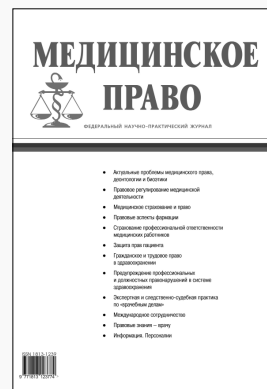 МЕДИЦИНСКОЕ
ПРАВО
ФЕДЕРАЛЬНЫЙ НАУЧНО-ПРАКТИЧЕСКИЙ ЖУРНАЛ
• Актуальные проблемы медицинского права,
деонтологии и биоэтики
• Правовое регулирование медицинской
деятельности
• Медицинское страхование и право
• Правовые аспекты фармации
• Страхование профессиональной ответственности
медицинских работников
• Защита прав пациента
• Гражданское и трудовое право
в здравоохранении
• Предупреждение профессиональных
и должностных правонарушений в системе
здравоохранения
• Экспертная и следственно-судебная практика
по «врачебным делам»
• Международное сотрудничество
• Правовые знания – врачу
• Информация. Персоналии
ISSN 1813-1239
9 771813 123774